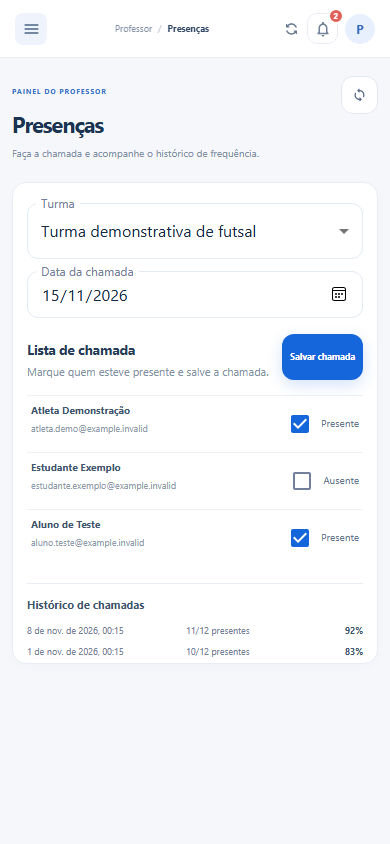 Professor / Presenças
2
P
PAINEL DO PROFESSOR
Presenças
Faça a chamada e acompanhe o histórico de frequência.
Turma
Turma demonstrativa de futsal
Data da chamada
15/11/2026
Lista de chamada
Marque quem esteve presente e salve a chamada.
Salvar chamada
Atleta Demonstração
atleta.demo@example.invalid
Presente
Estudante Exemplo
estudante.exemplo@example.invalid
Ausente
Aluno de Teste
aluno.teste@example.invalid
Presente
Histórico de chamadas
8 de nov. de 2026, 00:15 11/12 presentes 92%
1 de nov. de 2026, 00:15 10/12 presentes 83%